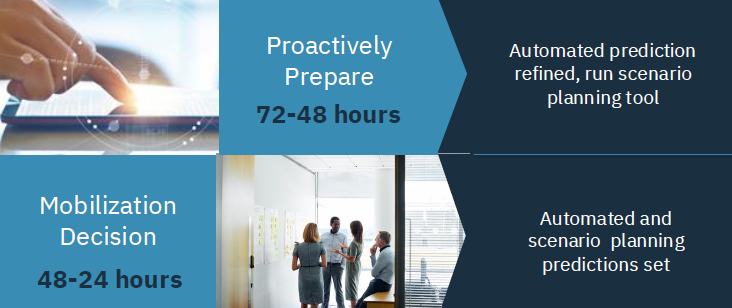 Proactively
Prepare
72-48 hours
Automated prediction
refined, run scenario
planning tool
Mobilization
Decision
48-24 hours
Automated and
scenario  planning
predictions set